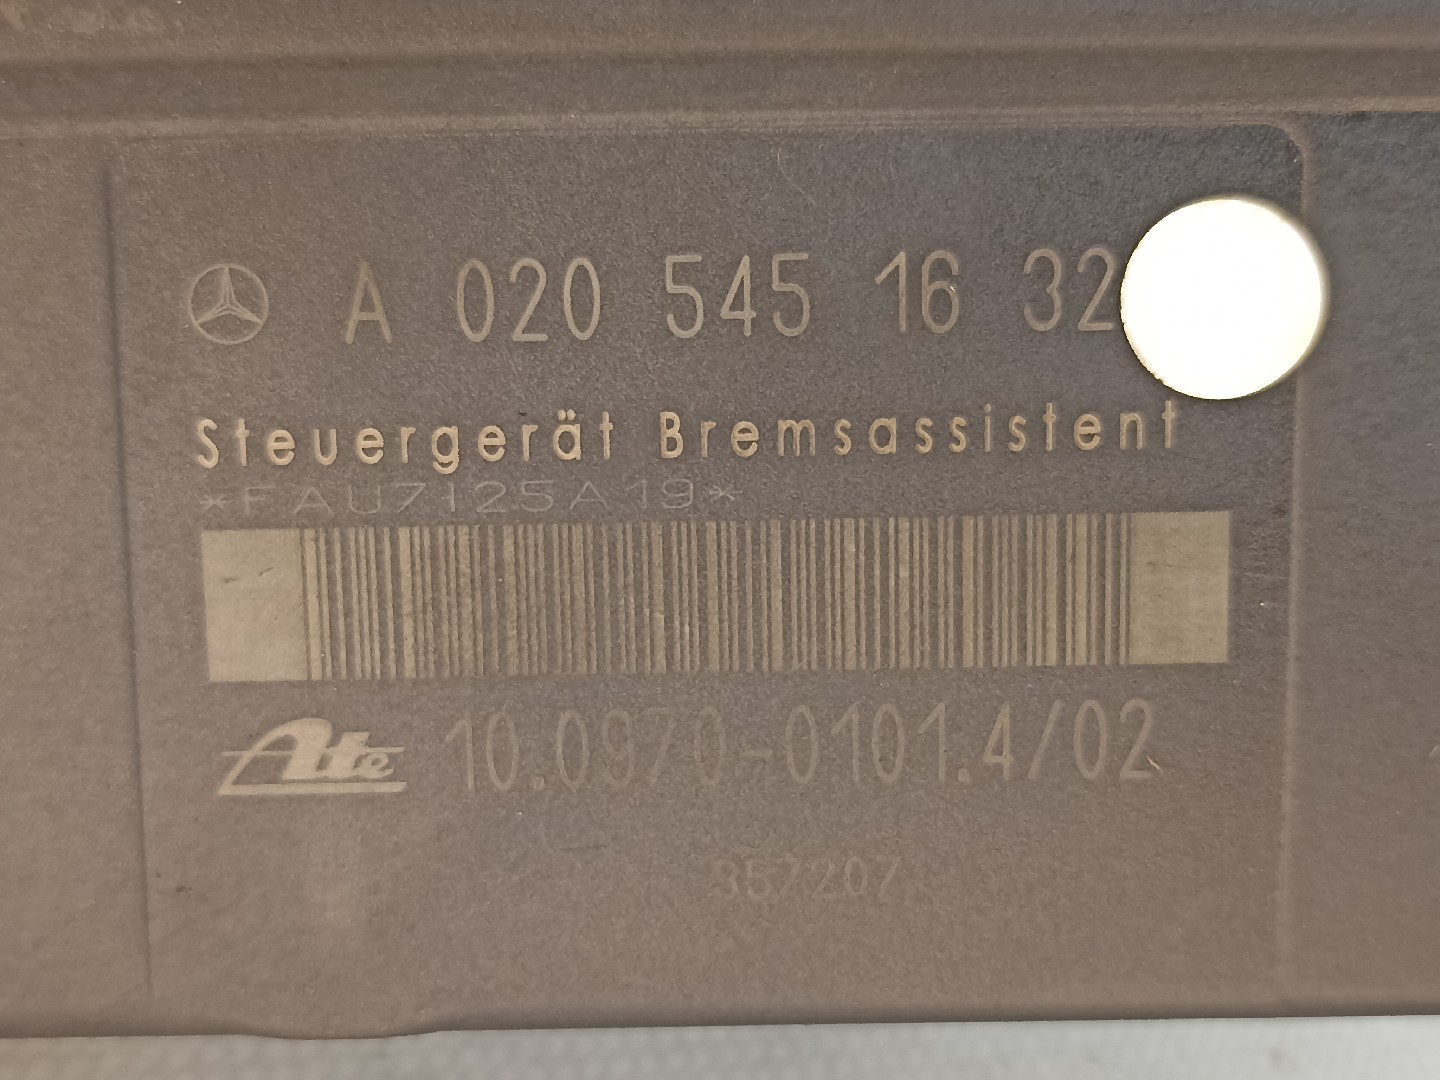 A 020 545 16 32
Steuergerät Bremsassistent
*FAU7125A19*
Ate 10.0970-0101.4/02
357207